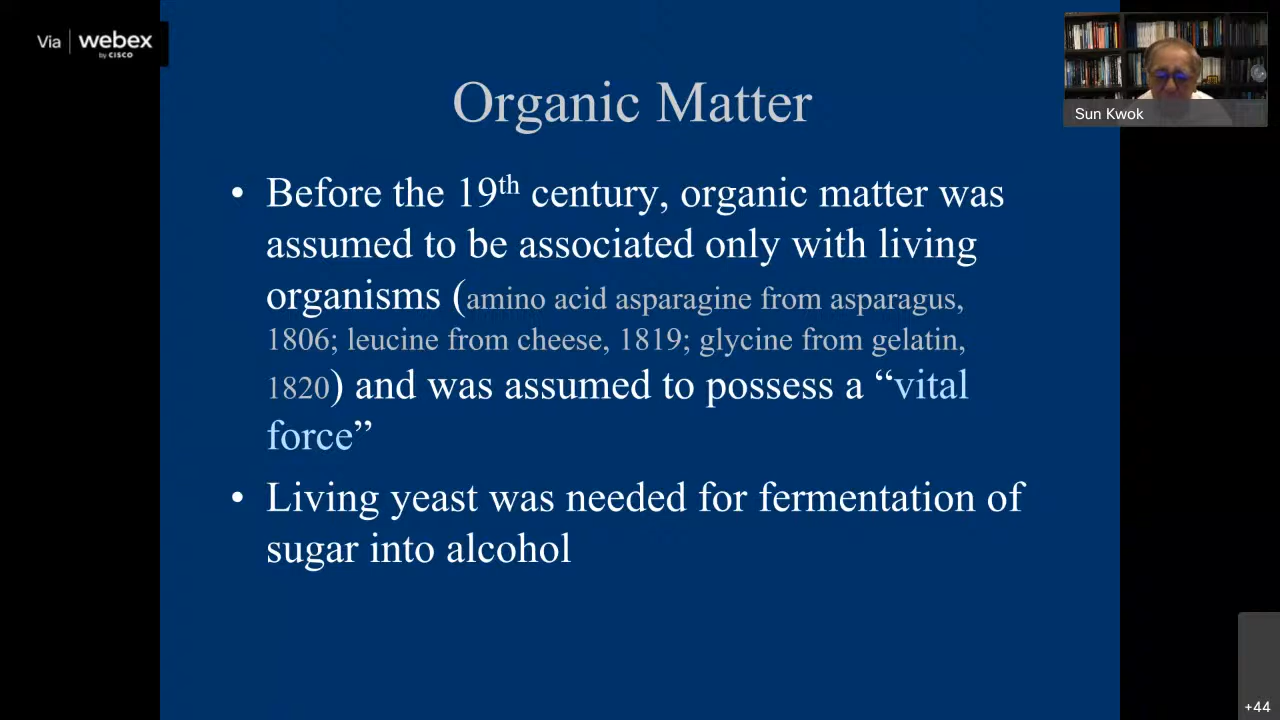 Via webex
by CISCO
Sun Kwok
Organic Matter
• Before the 19th century, organic matter was
assumed to be associated only with living
organisms (amino acid asparagine from asparagus,
1806; leucine from cheese, 1819; glycine from gelatin,
1820) and was assumed to possess a “vital
force”
• Living yeast was needed for fermentation of
sugar into alcohol
+44